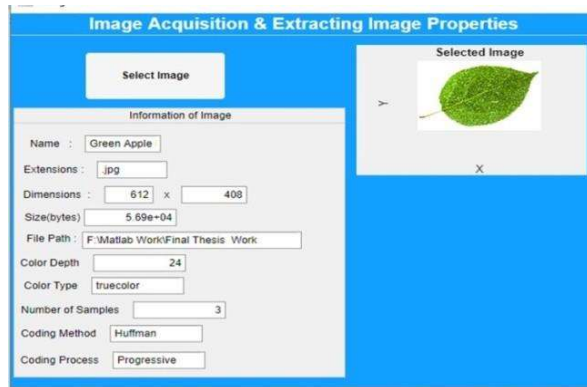 Image Acquisition & Extracting Image Properties
Select Image
Selected Image
Y
X
Information of Image
Name : Green Apple
Extensions : .jpg
Dimensions : 612 x 408
Size(bytes) 5.69e+04
File Path : F:\Matlab Work\Final Thesis Work
Color Depth 24
Color Type truecolor
Number of Samples 3
Coding Method Huffman
Coding Process Progressive